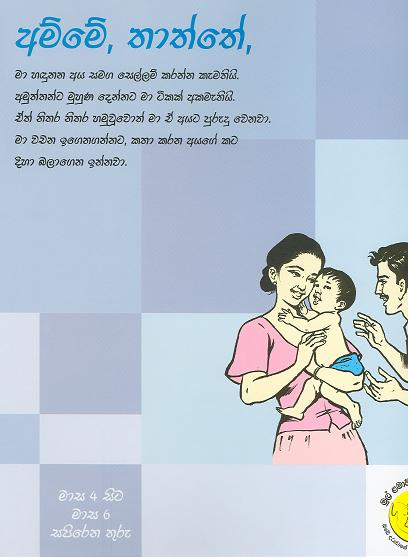 අම්මේ, තාත්තේ,
මා හඳුනන අය සමග සෙල්ලම් කරන්න කැමතියි.
අමුත්තන්ට මුහුණ දෙන්නට මා ටිකක් අකමැතියි.
ඒත් නිතර නිතර හමුවුවොත් මා ඒ අයට පුරුදු වෙනවා.
මා වචන ඉගෙනගන්නට, කතා කරන අයගේ කට
දිහා බලාගෙන ඉන්නවා.
මාස 4 සිට
මාස 6
සපිරෙන තුරු
මුල්